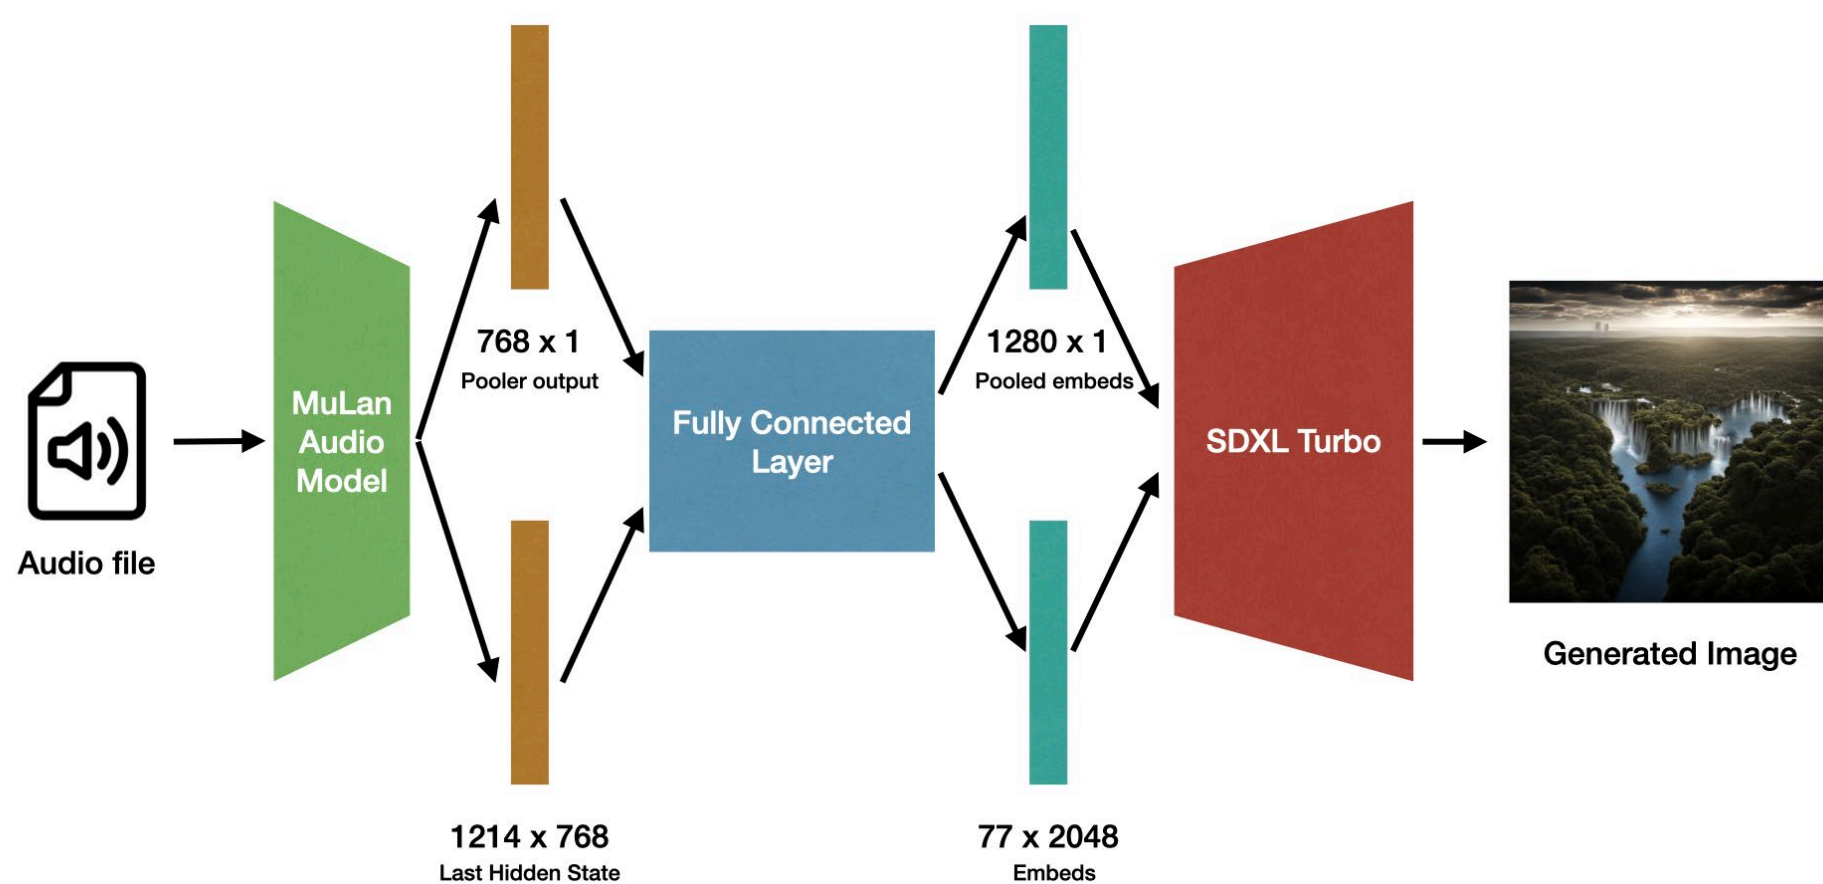 Audio file
MuLan
Audio
Model
768 x 1
Pooler output
1214 x 768
Last Hidden State
Fully Connected
Layer
1280 x 1
Pooled embeds
77 x 2048
Embeds
SDXL Turbo
Generated Image